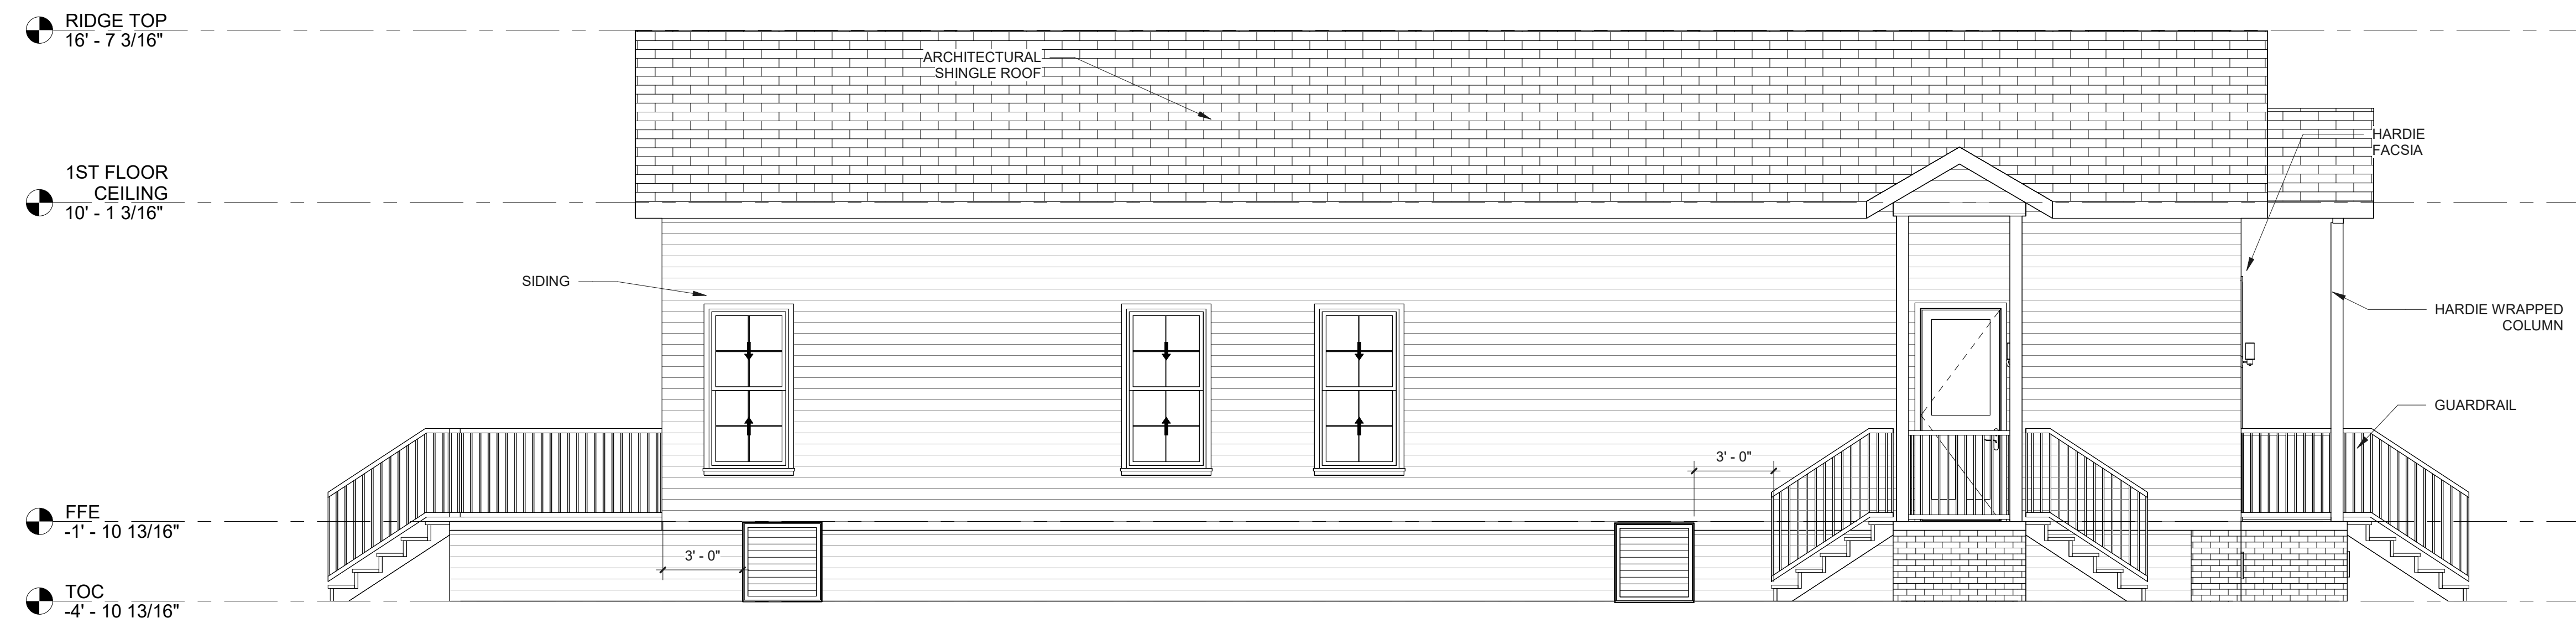 RIDGE TOP
16' - 7 3/16"
ARCHITECTURAL
SHINGLE ROOF
HARDIE
FACSIA
1ST FLOOR
CEILING
10' - 1 3/16"
SIDING
HARDIE WRAPPED
COLUMN
GUARDRAIL
3' - 0"
FFE
-1' - 10 13/16"
3' - 0"
TOC
-4' - 10 13/16"